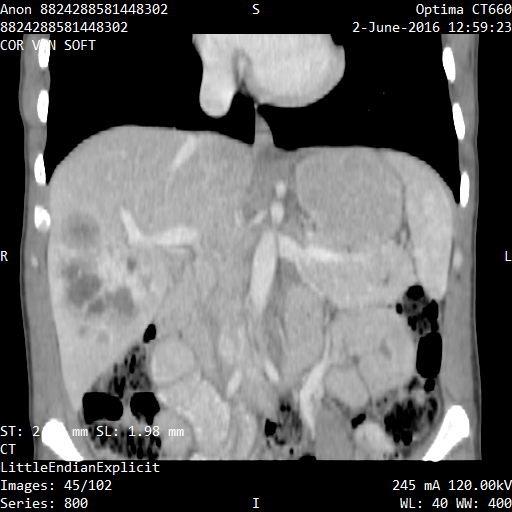 Anon 8824288581448302 S Optima CT660
8824288581448302 2-June-2016 12:59:23
COR V N SOFT
R L
ST: 2. mm SL: 1.98 mm
CT
LittleEndianExplicit
Images: 45/102 245 mA 120.00kV
Series: 800 I WL: 40 WW: 400